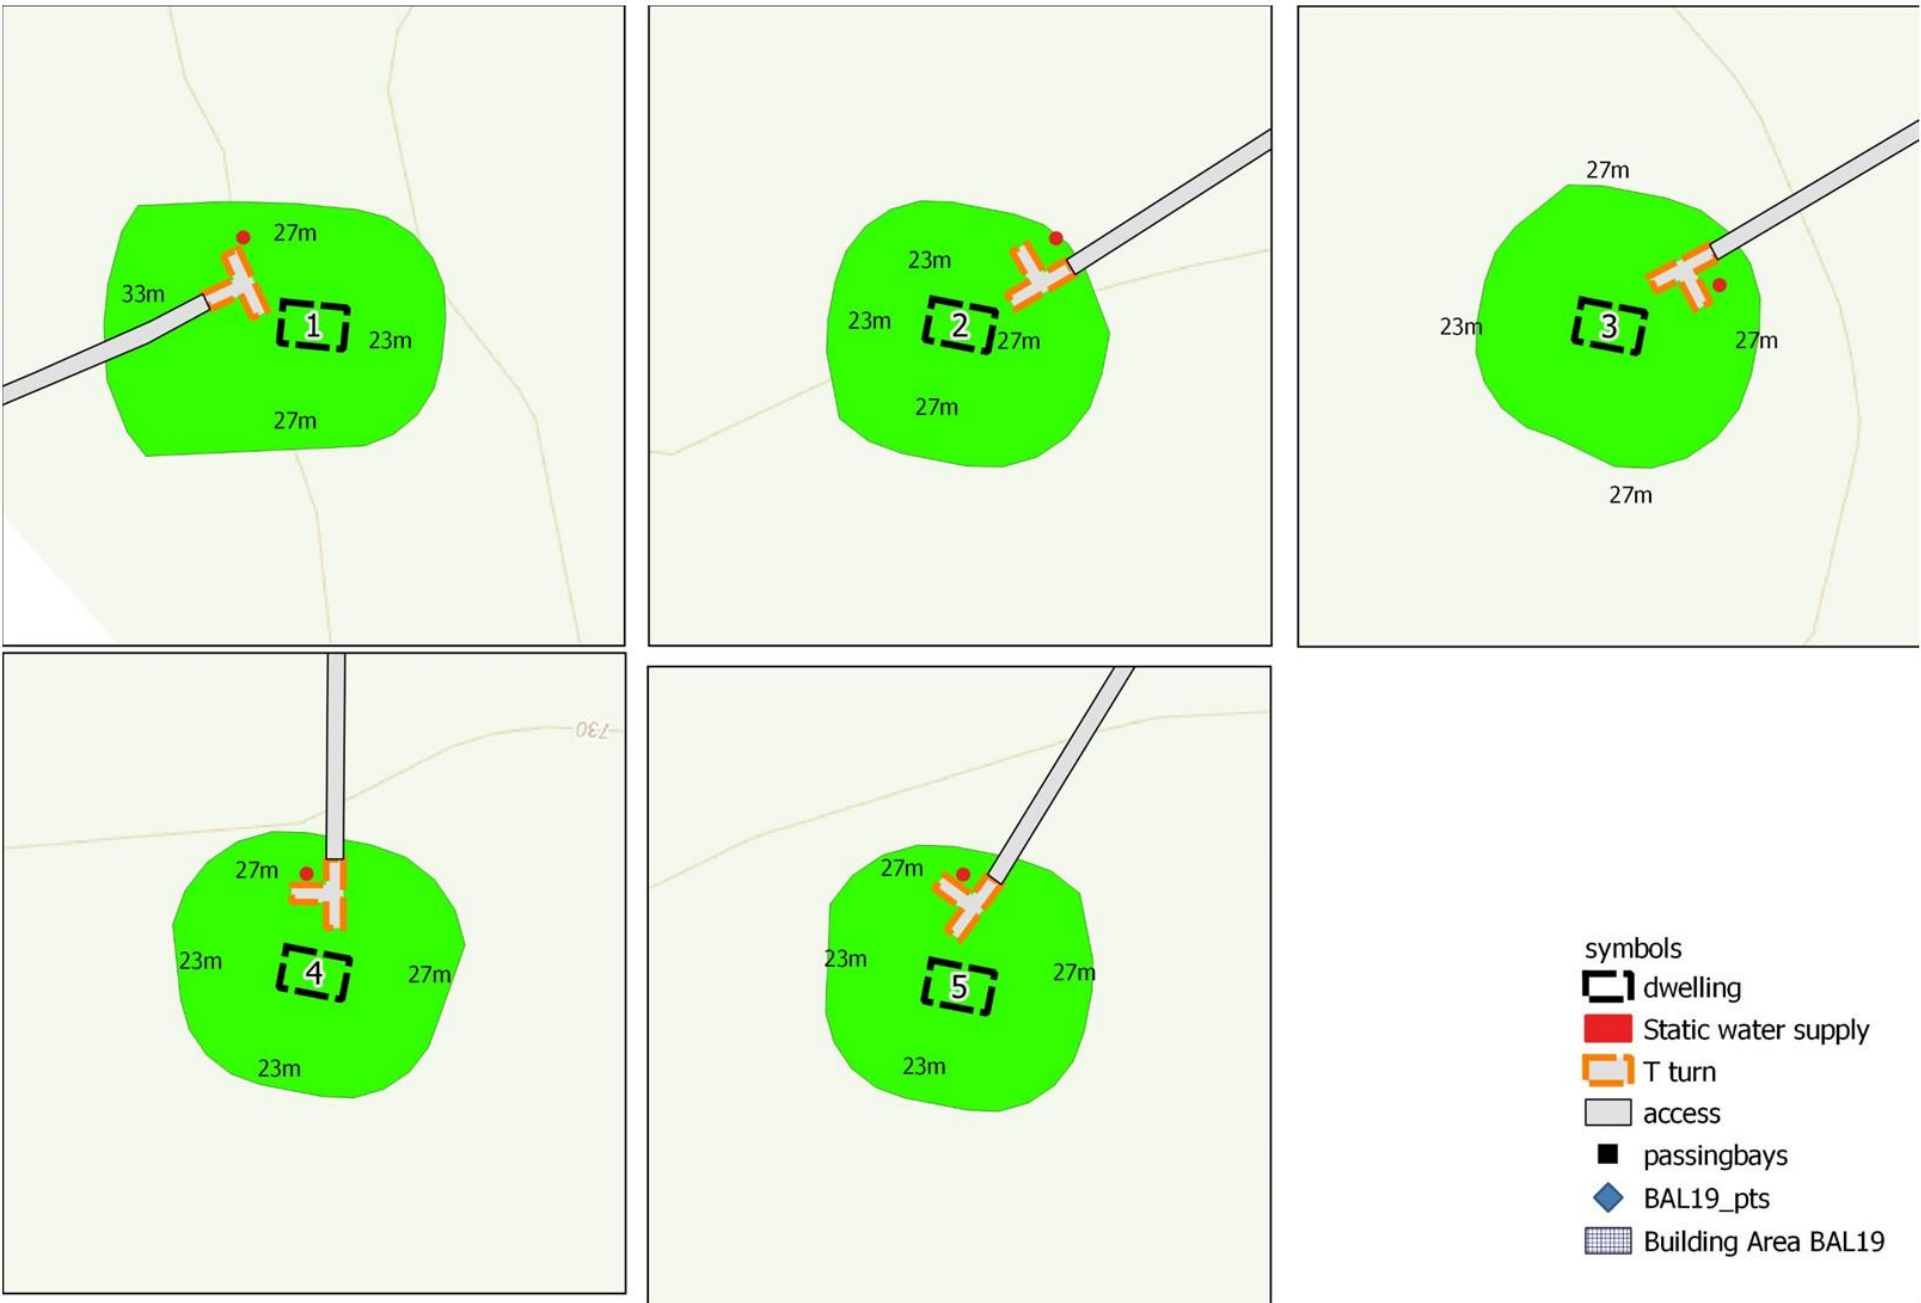 27m
33m
1
23m
27m
23m
23m
2
27m
27m
27m
23m
3
27m
27m
730
27m
23m
4
27m
23m
27m
23m
5
27m
23m
symbols
dwelling
Static water supply
T turn
access
passingbays
BAL19_pts
Building Area BAL19